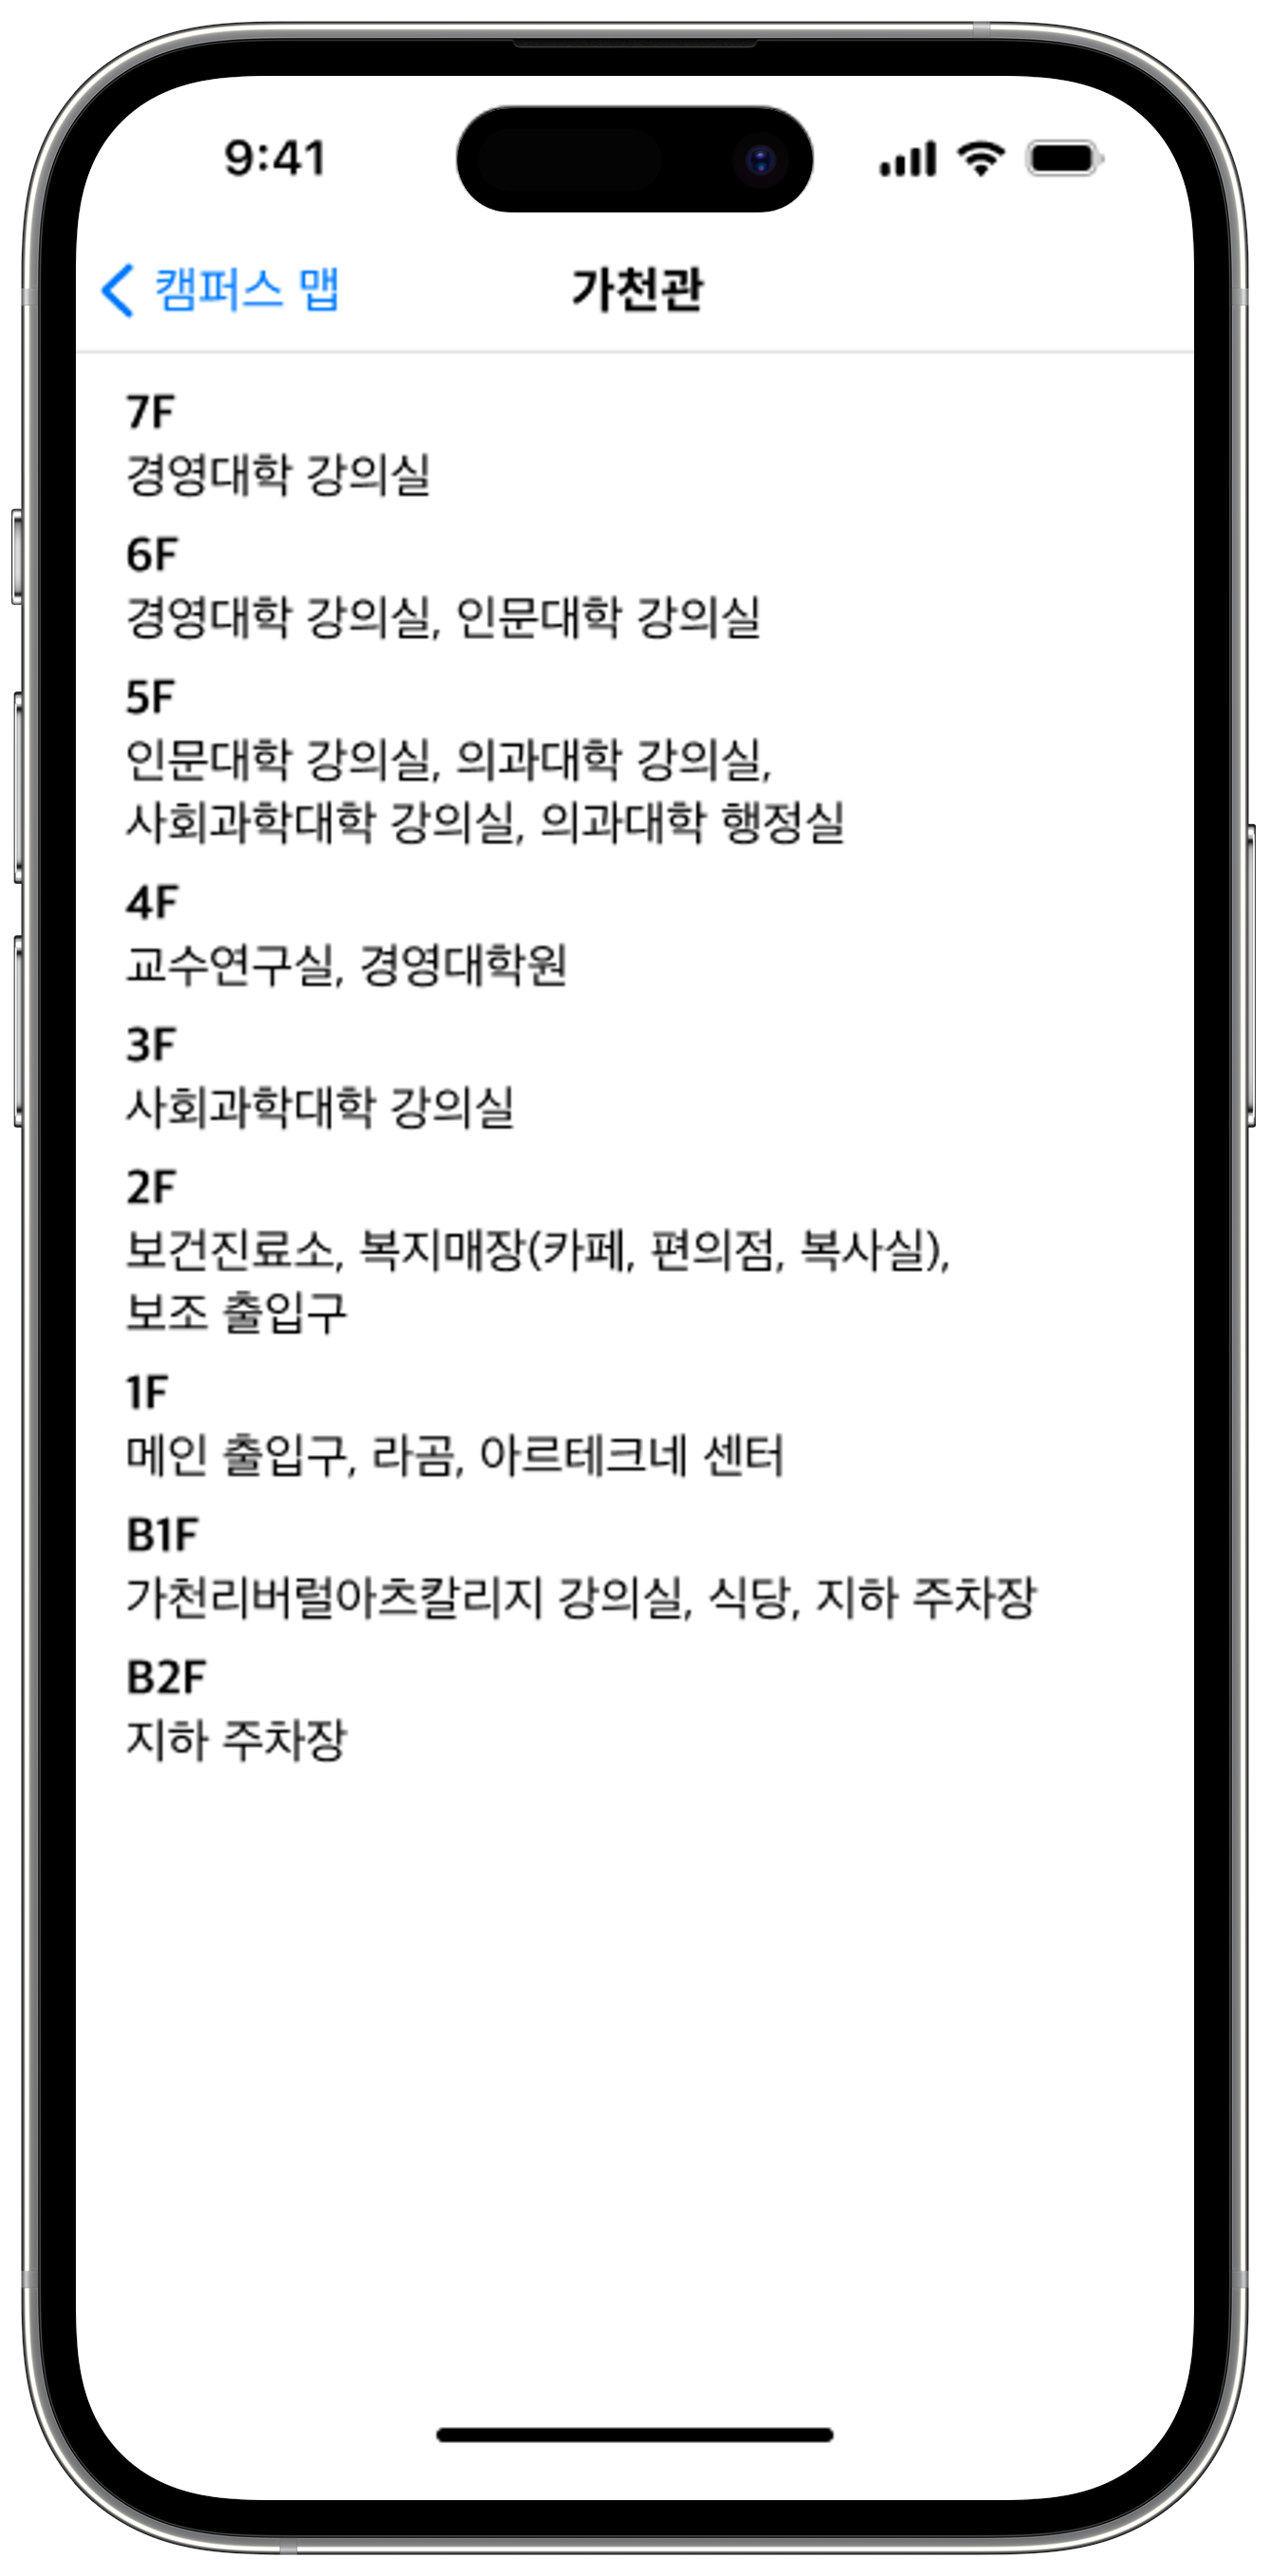 9:41
캠퍼스 맵
가천관
7F
경영대학 강의실
6F
경영대학 강의실, 인문대학 강의실
5F
인문대학 강의실, 의과대학 강의실,
사회과학대학 강의실, 의과대학 행정실
4F
교수연구실, 경영대학원
3F
사회과학대학 강의실
2F
보건진료소, 복지매장(카페, 편의점, 복사실),
보조 출입구
1F
메인 출입구, 라곰, 아르테크네 센터
B1F
가천리버럴아츠칼리지 강의실, 식당, 지하 주차장
B2F
지하 주차장